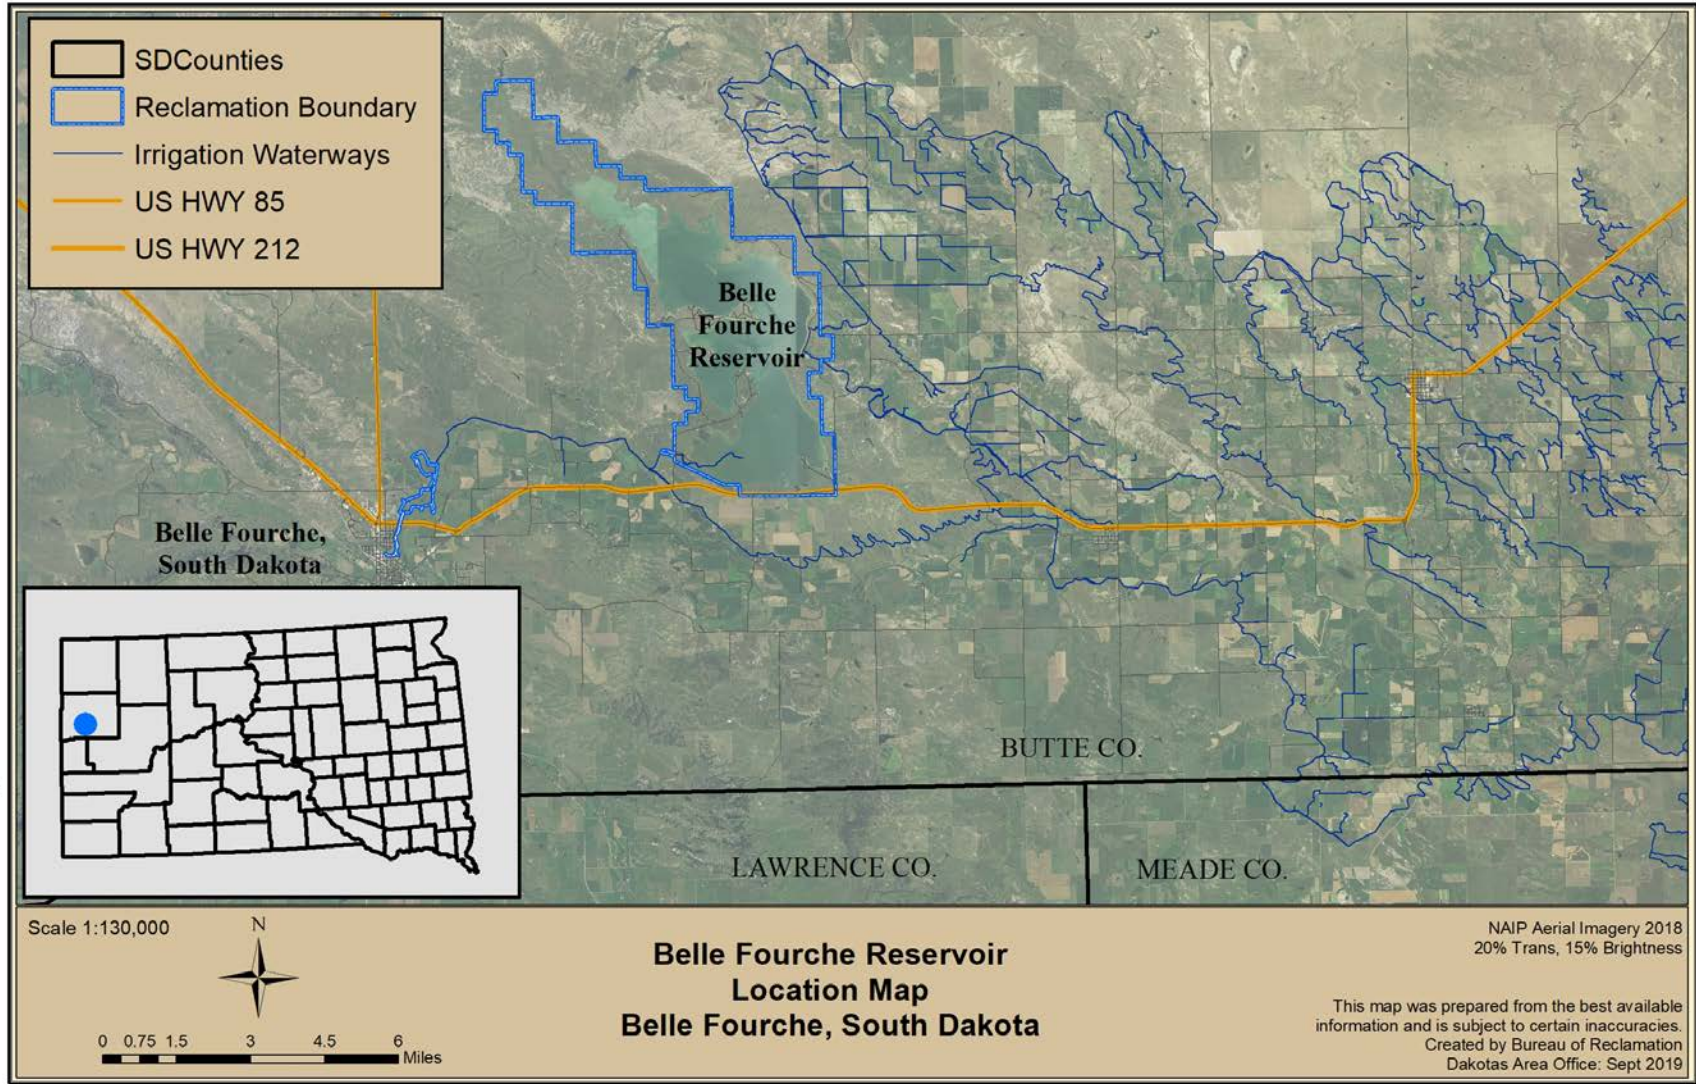 SDCounties
Reclamation Boundary
Irrigation Waterways
US HWY 85
US HWY 212
Belle
Fourche
Reservoir
Belle Fourche,
South Dakota
BUTTE CO.
LAWRENCE CO.
MEADE CO.
Scale 1:130,000
N
0 0.75 1.5 3 4.5 6
Miles
Belle Fourche Reservoir
Location Map
Belle Fourche, South Dakota
NAIP Aerial Imagery 2018
20% Trans, 15% Brightness
This map was prepared from the best available
information and is subject to certain inaccuracies.
Created by Bureau of Reclamation
Dakotas Area Office: Sept 2019